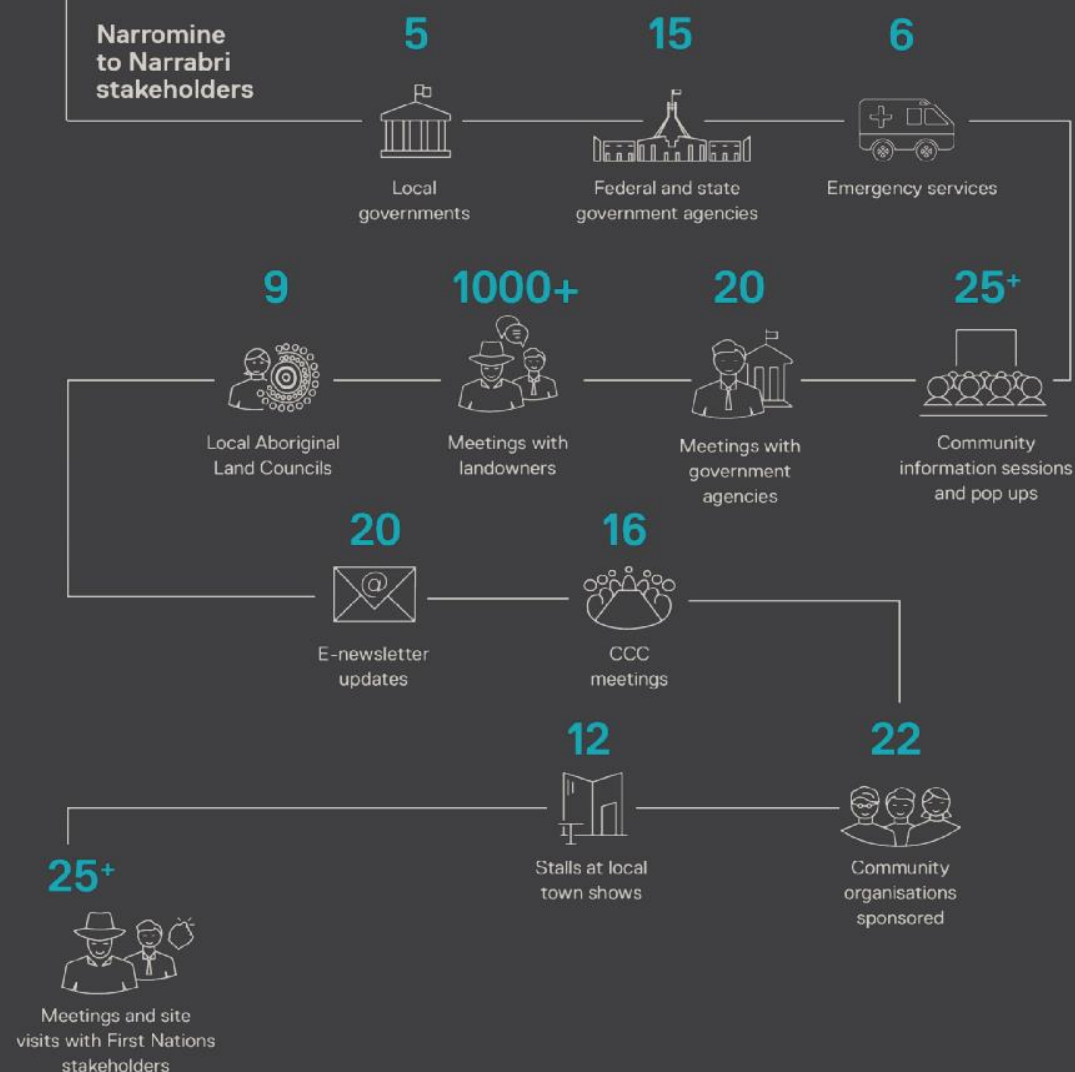 Narromine
to Narrabri
stakeholders
5
Local
governments
15
Federal and state
government agencies
6
Emergency services
9
Local Aboriginal
Land Councils
1000+
Meetings with
landowners
20
Meetings with
government
agencies
25+
Community
information sessions
and pop ups
20
@
E-newsletter
updates
16
CCC
meetings
12
Stalls at local
town shows
22
Community
organisations
sponsored
25+
Meetings and site
visits with First Nations
stakeholders